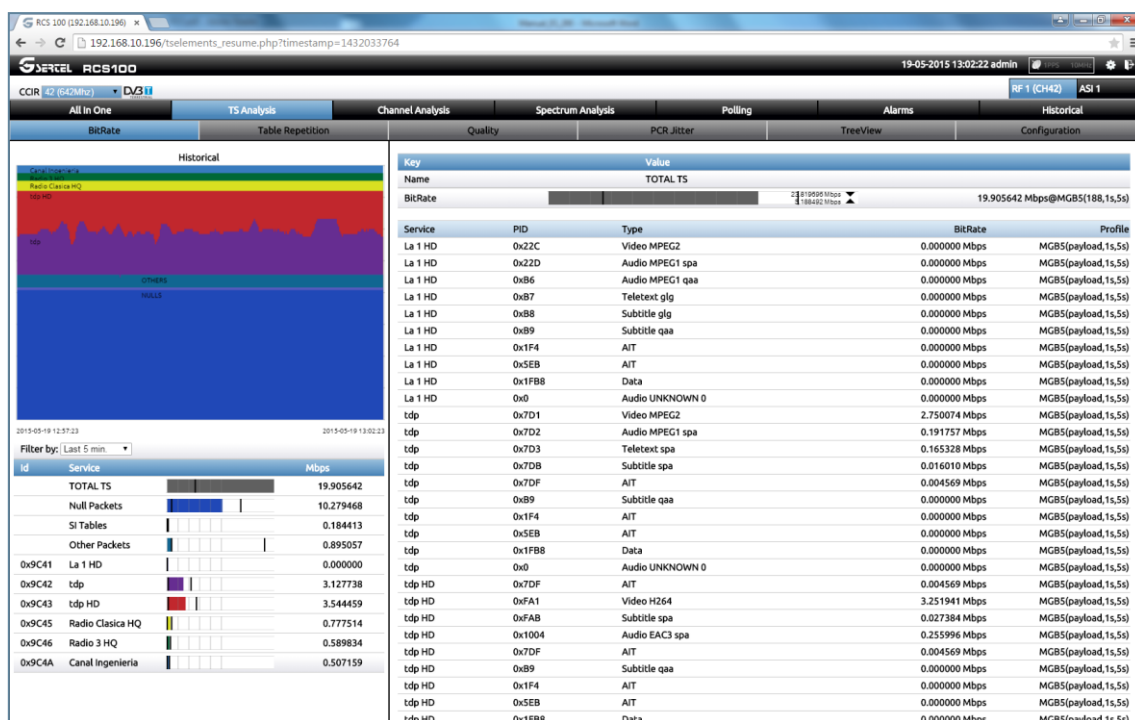 RCS 100 (192.168.10.196) ×
192.168.10.196/tselements_resume.php?timestamp=1432033764
SERTEL RCS100
19-05-2015 13:02:22 admin 1PPS 10MHz
CCIR 42 (642Mhz) DVB T
RF 1 (CH42) ASI 1
All In One TS Analysis Channel Analysis Spectrum Analysis Polling Alarms Historical
BitRate Table Repetition Quality PCR Jitter TreeView Configuration
Historical
Canal Ingenieria
Radio 3 HQ
Radio Clasica HQ
tdp HD
tdp
OTHERS
NULLS
2015-05-19 12:57:23 2015-05-19 13:02:23
Filter by: Last 5 min.
Id Service Mbps
TOTAL TS 19.905642
Null Packets 10.279468
SI Tables 0.184413
Other Packets 0.895057
0x9C41 La 1 HD 0.000000
0x9C42 tdp 3.127738
0x9C43 tdp HD 3.544459
0x9C45 Radio Clasica HQ 0.777514
0x9C46 Radio 3 HQ 0.589834
0x9C4A Canal Ingenieria 0.507159
Key Value
Name TOTAL TS
BitRate 19.905642 Mbps@MGB5(188,1s,5s)
Service PID Type BitRate Profile
La 1 HD 0x22C Video MPEG2 0.000000 Mbps MGB5(payload,1s,5s)
La 1 HD 0x22D Audio MPEG1 spa 0.000000 Mbps MGB5(payload,1s,5s)
La 1 HD 0xB6 Audio MPEG1 qaa 0.000000 Mbps MGB5(payload,1s,5s)
La 1 HD 0xB7 Teletext glg 0.000000 Mbps MGB5(payload,1s,5s)
La 1 HD 0xB8 Subtitle glg 0.000000 Mbps MGB5(payload,1s,5s)
La 1 HD 0xB9 Subtitle qaa 0.000000 Mbps MGB5(payload,1s,5s)
La 1 HD 0x1F4 AIT 0.000000 Mbps MGB5(payload,1s,5s)
La 1 HD 0x5EB AIT 0.000000 Mbps MGB5(payload,1s,5s)
La 1 HD 0x1FB8 Data 0.000000 Mbps MGB5(payload,1s,5s)
La 1 HD 0x0 Audio UNKNOWN 0 0.000000 Mbps MGB5(payload,1s,5s)
tdp 0x7D1 Video MPEG2 2.750074 Mbps MGB5(payload,1s,5s)
tdp 0x7D2 Audio MPEG1 spa 0.191757 Mbps MGB5(payload,1s,5s)
tdp 0x7D3 Teletext spa 0.165328 Mbps MGB5(payload,1s,5s)
tdp 0x7DB Subtitle spa 0.016010 Mbps MGB5(payload,1s,5s)
tdp 0x7DF AIT 0.004569 Mbps MGB5(payload,1s,5s)
tdp 0xB9 Subtitle qaa 0.000000 Mbps MGB5(payload,1s,5s)
tdp 0x1F4 AIT 0.000000 Mbps MGB5(payload,1s,5s)
tdp 0x5EB AIT 0.000000 Mbps MGB5(payload,1s,5s)
tdp 0x1FB8 Data 0.000000 Mbps MGB5(payload,1s,5s)
tdp 0x0 Audio UNKNOWN 0 0.000000 Mbps MGB5(payload,1s,5s)
tdp HD 0x7DF AIT 0.004569 Mbps MGB5(payload,1s,5s)
tdp HD 0xFA1 Video H264 3.251941 Mbps MGB5(payload,1s,5s)
tdp HD 0xFAB Subtitle spa 0.027384 Mbps MGB5(payload,1s,5s)
tdp HD 0x1004 Audio EAC3 spa 0.255996 Mbps MGB5(payload,1s,5s)
tdp HD 0x7DF AIT 0.004569 Mbps MGB5(payload,1s,5s)
tdp HD 0xB9 Subtitle qaa 0.000000 Mbps MGB5(payload,1s,5s)
tdp HD 0x1F4 AIT 0.000000 Mbps MGB5(payload,1s,5s)
tdp HD 0x5EB AIT 0.000000 Mbps MGB5(payload,1s,5s)
tdp HD 0x1FB8 Data 0.000000 Mbps MGB5(payload,1s,5s)